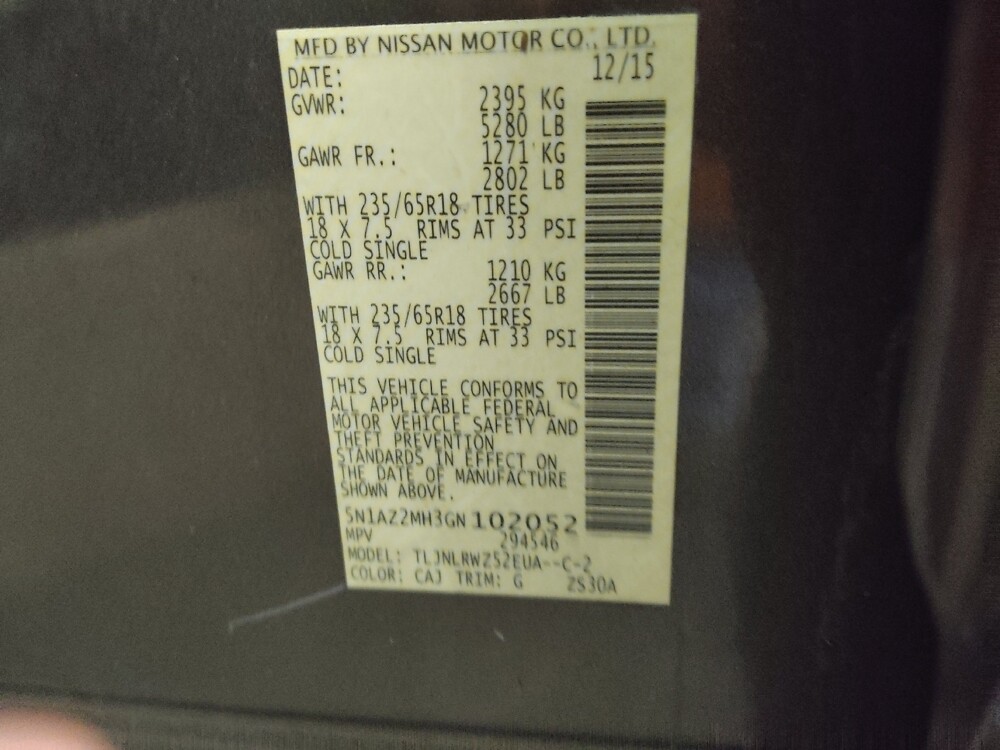 MFD BY NISSAN MOTOR CO., LTD.
DATE: 12/15
GVWR: 2395 KG
5280 LB
GAWR FR.: 1271 KG
2802 LB
WITH 235/65R18 TIRES
18 X 7.5 RIMS AT 33 PSI
COLD SINGLE
GAWR RR.: 1210 KG
2667 LB
WITH 235/65R18 TIRES
18 X 7.5 RIMS AT 33 PSI
COLD SINGLE
THIS VEHICLE CONFORMS TO
ALL APPLICABLE FEDERAL
MOTOR VEHICLE SAFETY AND
THEFT PREVENTION
STANDARDS IN EFFECT ON
THE DATE OF MANUFACTURE
SHOWN ABOVE.
5N1AZ2MH3GN102052
MPV 294546
MODEL: TLJNLRWZ52EUA--C-2
COLOR: CAJ TRIM: G ZS30A